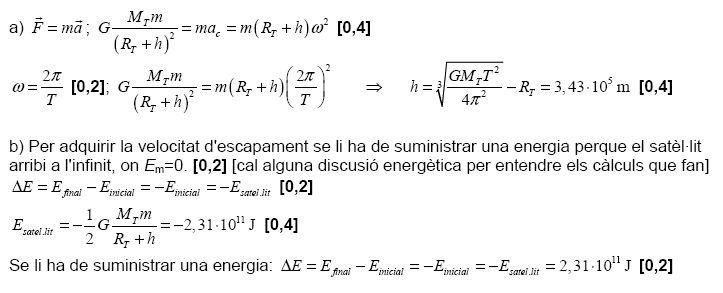 a) F⃗ = ma⃗ ; G M_T m / (R_T + h)² = ma_c = m(R_T + h)ω² [0,4]
ω = 2π / T [0,2]; G M_T m / (R_T + h)² = m(R_T + h)(2π / T)² ⇒ h = ∛(GM_T T² / 4π²) − R_T = 3,43·10⁵ m [0,4]
b) Per adquirir la velocitat d'escapament se li ha de suministrar una energia perque el satèl·lit
arribi a l'infinit, on Em=0. [0,2] [cal alguna discusió energètica per entendre els càlculs que fan]
ΔE = E_final − E_inicial = −E_inicial = −E_satel.lit [0,2]
E_satel.lit = −1/2 G M_T m / R_T + h = −2,31·10¹¹ J [0,4]
Se li ha de suministrar una energia: ΔE = E_final − E_inicial = −E_inicial = −E_satel.lit = 2,31·10¹¹ J [0,2]